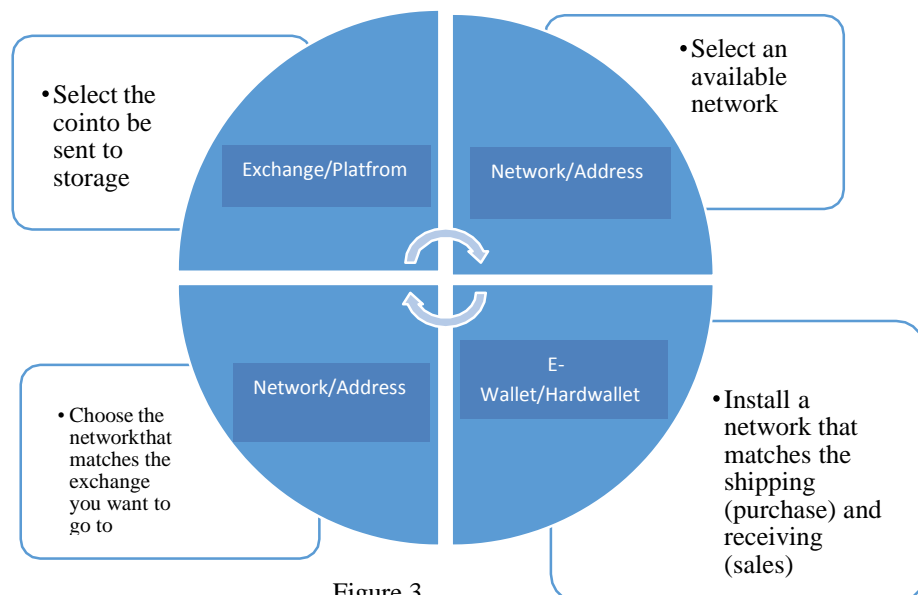 •Select the
cointo be
sent to
storage
Exchange/Platfrom
•Select an
available
network
Network/Address
•Choose the
networkthat
matches the
exchange
you want to
go to
Network/Address
E-
Wallet/Hardwallet
•Install a
network that
matches the
shipping
(purchase) and
receiving
(sales)
Figure 3